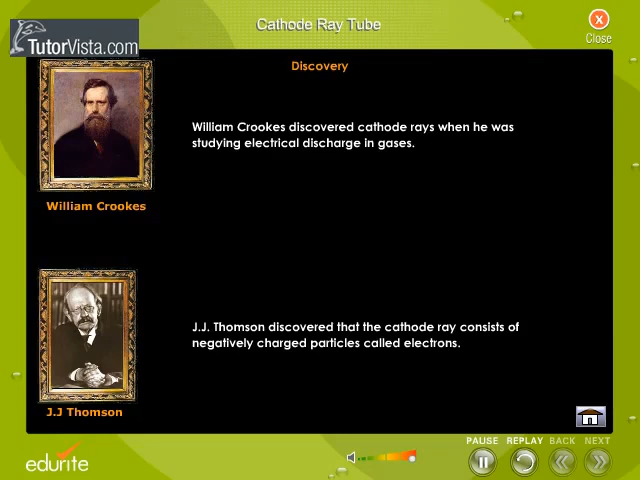 Cathode Ray Tube
X
Close
TutorVista.com
Discovery
William Crookes discovered cathode rays when he was
studying electrical discharge in gases.
William Crookes
J.J. Thomson discovered that the cathode ray consists of
negatively charged particles called electrons.
J.J Thomson
PAUSE REPLAY BACK NEXT
edurite